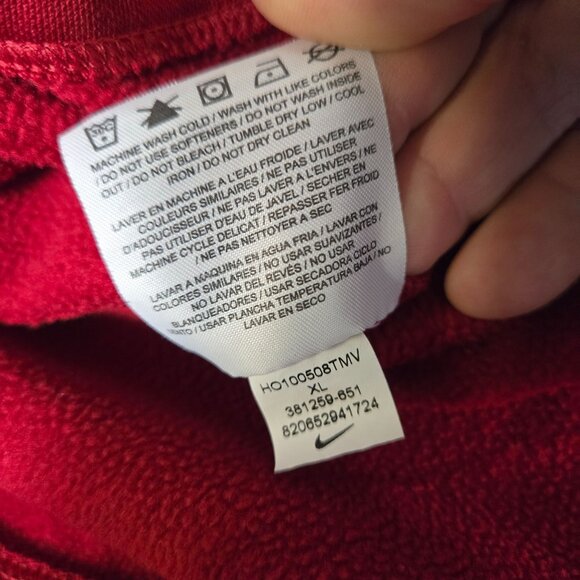 MACHINE WASH COLD / WASH WITH LIKE COLORS
/ DO NOT USE SOFTENERS / DO NOT WASH INSIDE
OUT / DO NOT BLEACH / TUMBLE DRY LOW / COOL
IRON / DO NOT DRY CLEAN
LAVER EN MACHINE A L'EAU FROIDE / LAVER AVEC
COULEURS SIMILAIRES / NE PAS UTILISER
D'ADOUCISSEUR / NE PAS LAVER A L'ENVERS / NE
PAS UTILISER D'EAU DE JAVEL / SECHER EN
MACHINE CYCLE DELICAT / REPASSER FER FROID
/ NE PAS NETTOYER A SEC
LAVAR A MAQUINA EN AGUA FRIA / LAVAR CON
COLORES SIMILARES / NO USAR SUAVIZANTES /
NO LAVAR DEL REVÉS / NO USAR
BLANQUEADORES / USAR SECADORA CICLO
/ USAR PLANCHA TEMPERATURA BAJA / NO
LAVAR EN SECO
HO100508TMV
XL
381259-651
820652941724